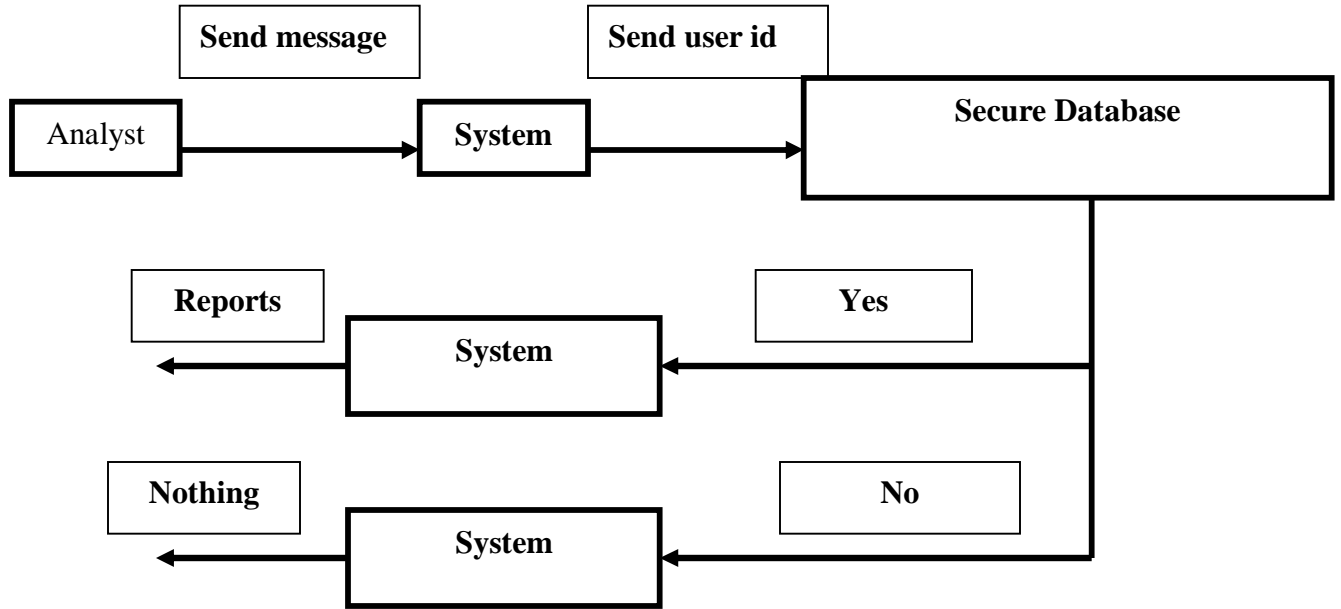 Send message
Send user id
Analyst
System
Secure Database
Reports
Yes
System
Nothing
No
System